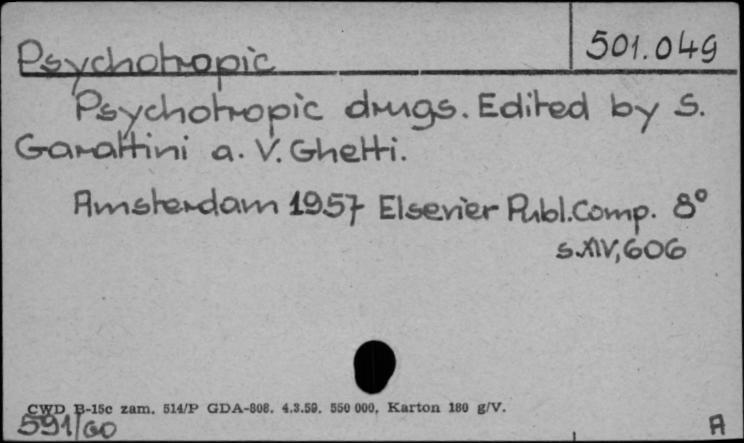 Psychotropic
501.049
Psychotropic drugs. Edited by S.
Garattini a. V. Ghetti.
Amsterdam 1957 Elsevier Publ. Comp. 8°
s. XIV, 606
CWD B-15c zam. 514/P GDA-808. 4.3.59. 550 000. Karton 180 g/V.
591/60
A